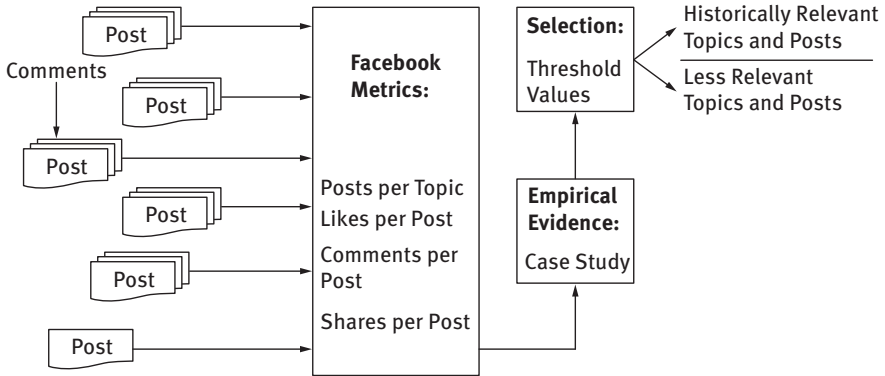 Post
Comments
Post
Post
Post
Post
Post
Facebook
Metrics:
Posts per Topic
Likes per Post
Comments per
Post
Shares per Post
Selection:
Threshold
Values
Empirical
Evidence:
Case Study
Historically Relevant
Topics and Posts
Less Relevant
Topics and Posts